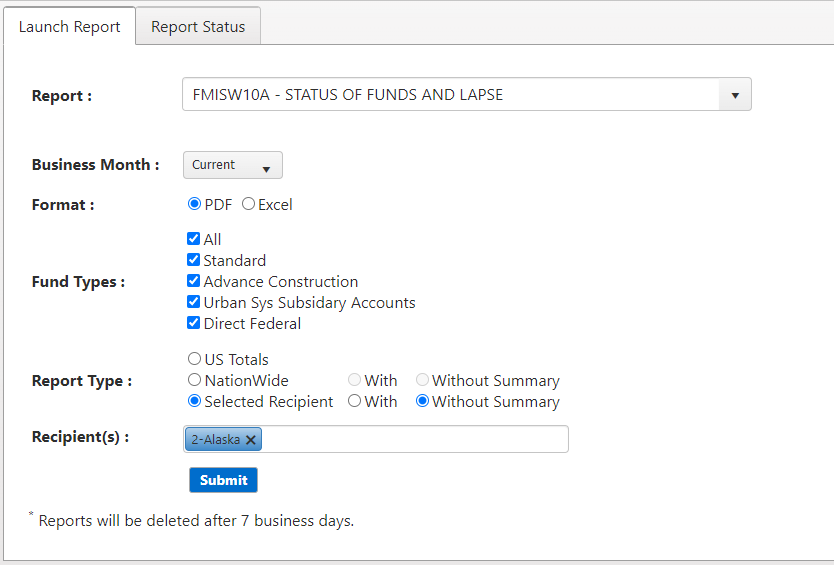 Launch Report Report Status
Report : FMISW10A - STATUS OF FUNDS AND LAPSE
Business Month : Current
Format : PDF Excel
All
Standard
Fund Types : Advance Construction
Urban Sys Subsidary Accounts
Direct Federal
US Totals
Report Type : NationWide With Without Summary
Selected Recipient With Without Summary
Recipient(s) : 2-Alaska
Submit
* Reports will be deleted after 7 business days.